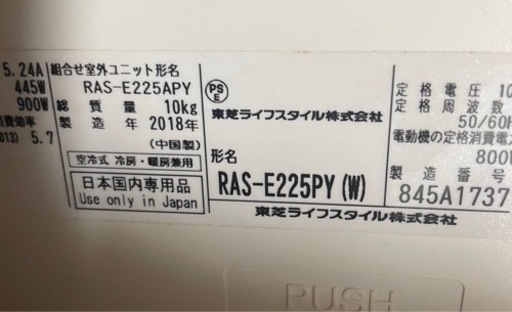 5.24A
445W
900W
消費効率
013) 5.7
組合せ室外ユニット形名
RAS-E225APY
総質量 10kg
製造年 2018年
(中国製)
空冷式 冷房・暖房兼用
日本国内専用品
Use only in Japan
PS
E
東芝ライフスタイル株式会社
形名
RAS-E225PY(W)
東芝ライフスタイル株式会社
定格電圧 10
定格周波数
50/60H
電動機の定格消費電
800W
製造番号
845A1737
PUSH